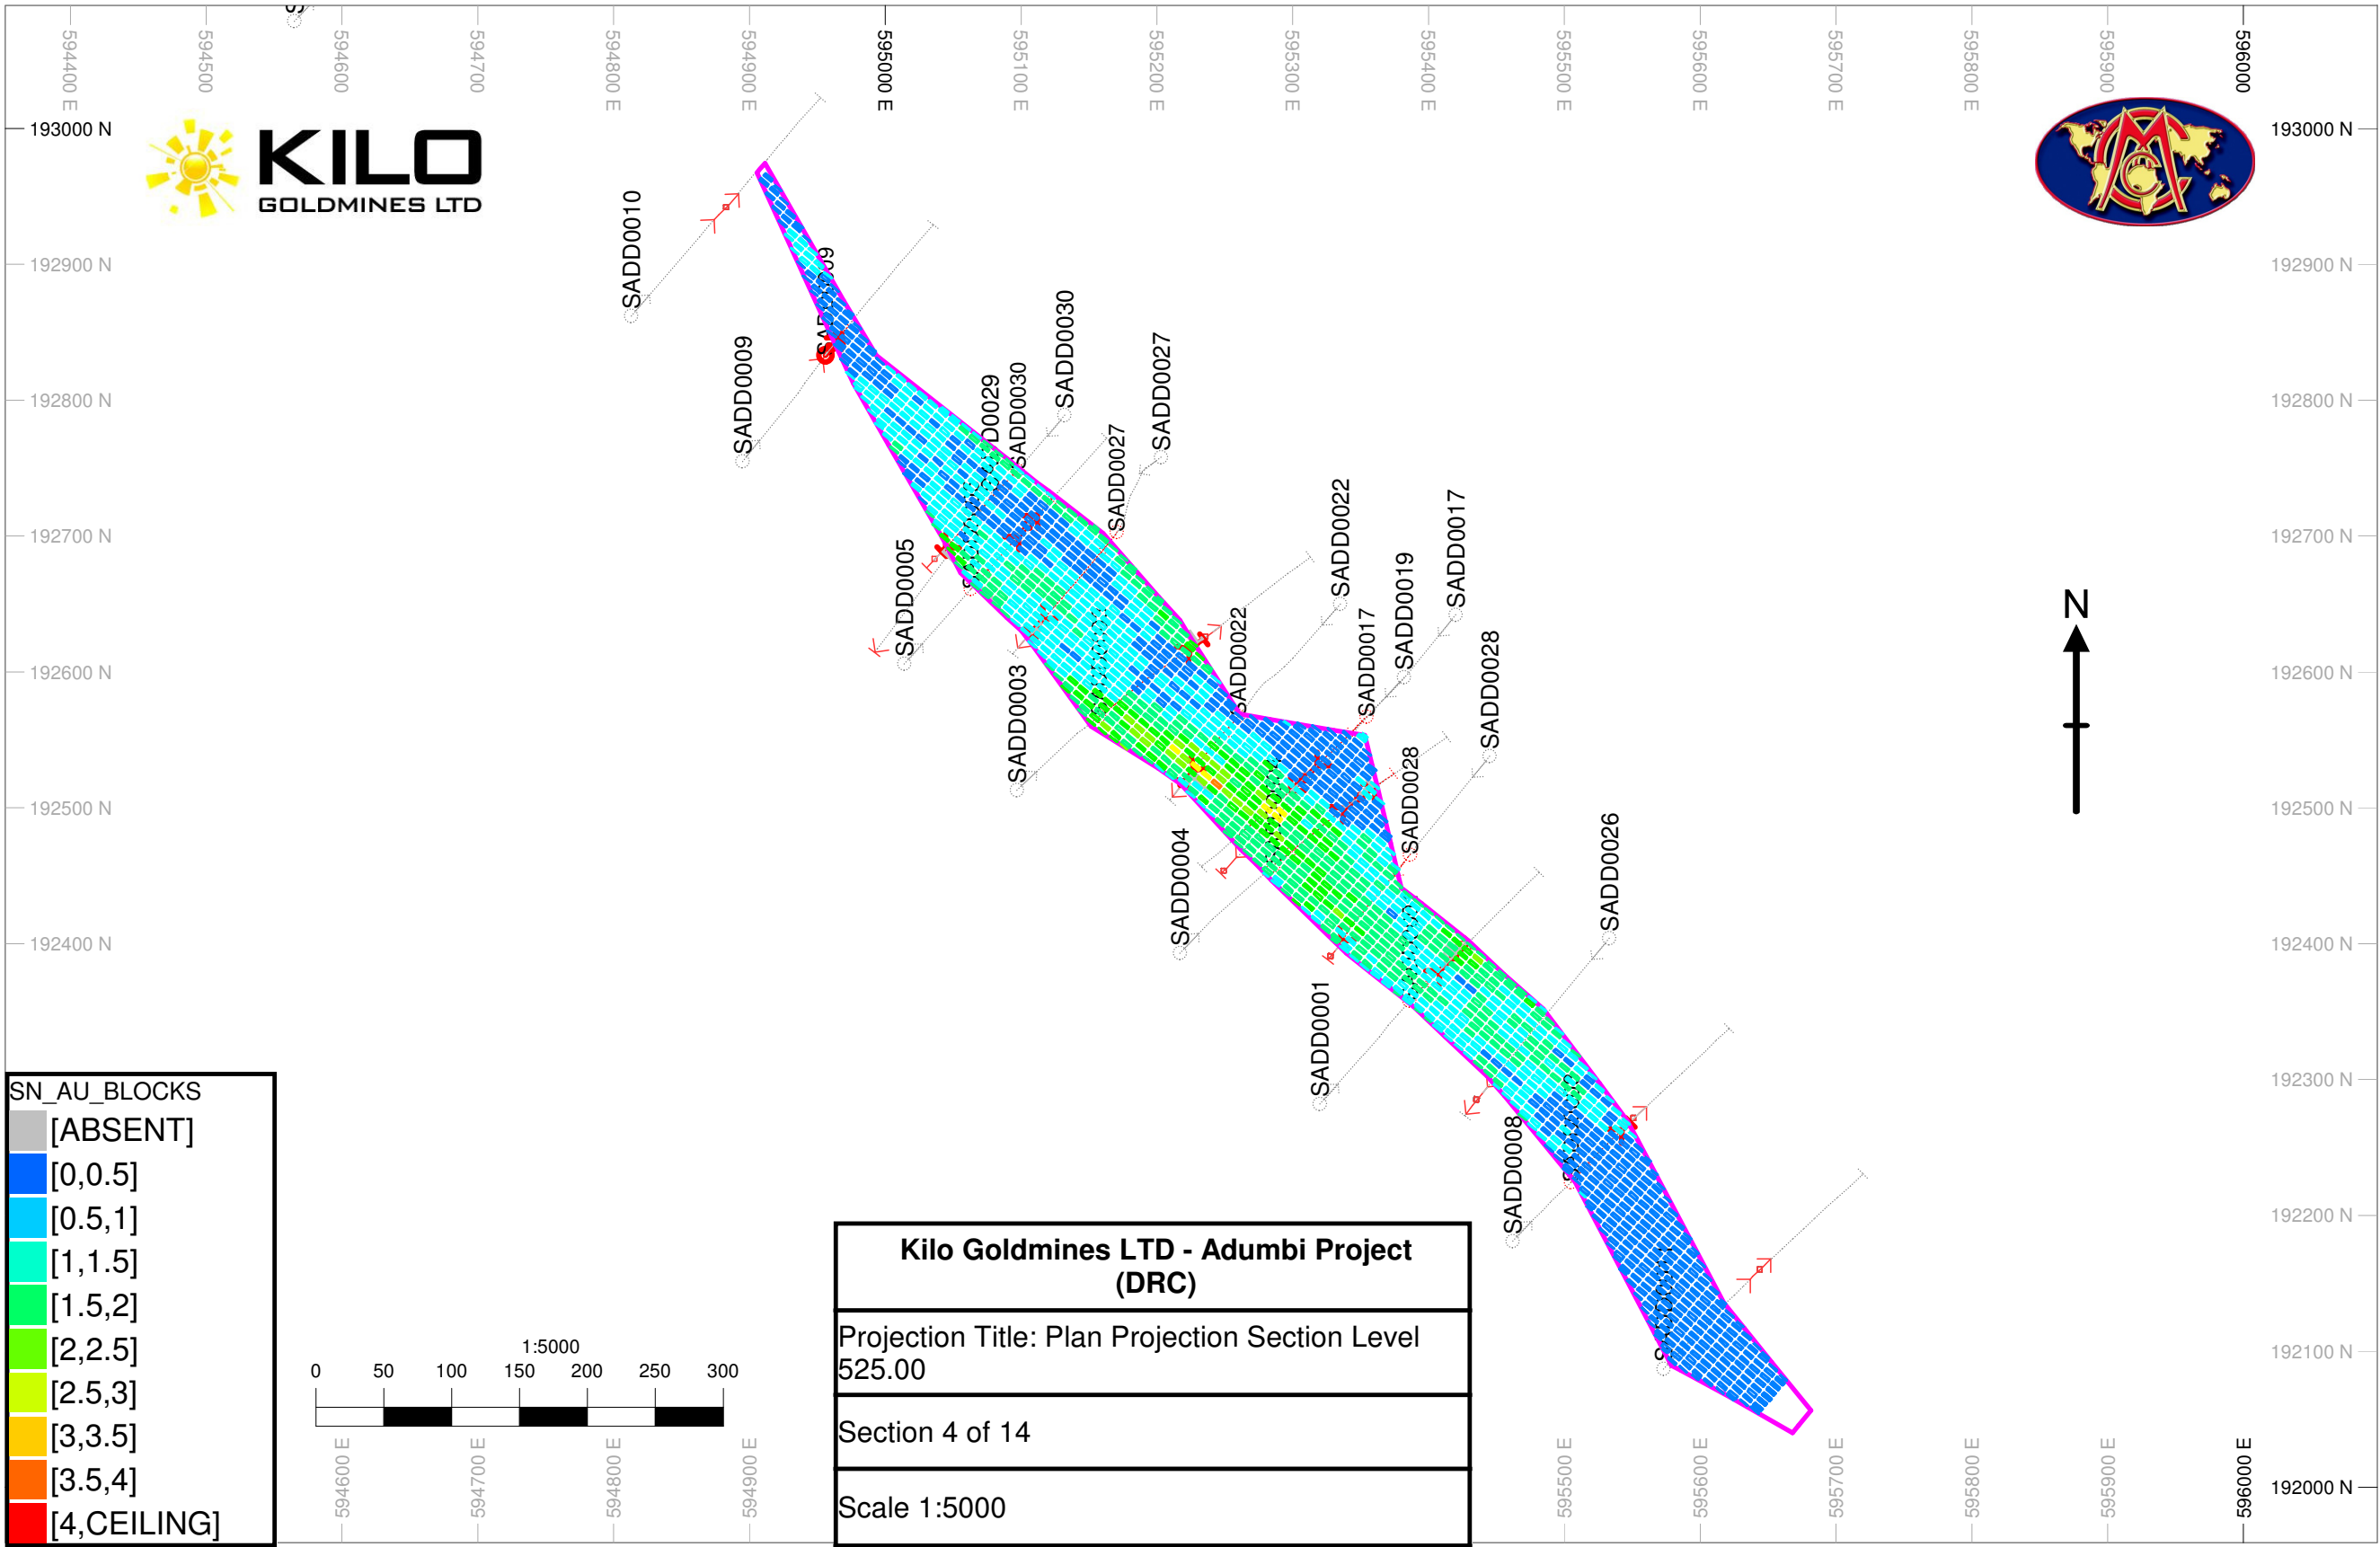 594400 E
594500
594600 E
594700
594800 E
594900 E
595000 E
595100 E
595200 E
595300 E
595400 E
595500 E
595600 E
595700 E
595800 E
595900 E
596000
193000 N
193000 N
KILO
GOLDMINES LTD
MAC
192900 N
192900 N
192800 N
192800 N
192700 N
192700 N
192600 N
192600 N
192500 N
192500 N
192400 N
192400 N
192300 N
192200 N
192100 N
192000 N
SADD0010
SADD0009
SADD0030
SADD0027
SADD0030
SADD0027
SADD0005
SADD0022
SADD0017
SADD0019
SADD0022
SADD0017
SADD0003
SADD0028
SADD0028
SADD0004
SADD0026
SADD0001
SADD0008
N
SN_AU_BLOCKS
[ABSENT]
[0,0.5]
[0.5,1]
[1,1.5]
[1.5,2]
[2,2.5]
[2.5,3]
[3,3.5]
[3.5,4]
[4,CEILING]
1:5000
0 50 100 150 200 250 300
Kilo Goldmines LTD - Adumbi Project
(DRC)
Projection Title: Plan Projection Section Level
525.00
Section 4 of 14
Scale 1:5000
594600 E
594700 E
594800 E
594900 E
595500 E
595600 E
595700 E
595800 E
595900 E
596000 E